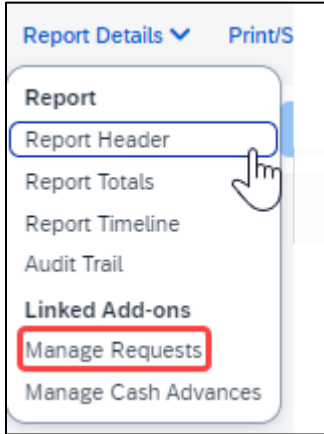 Report Details Print/S
Report
Report Header
Report Totals
Report Timeline
Audit Trail
Linked Add-ons
Manage Requests
Manage Cash Advances